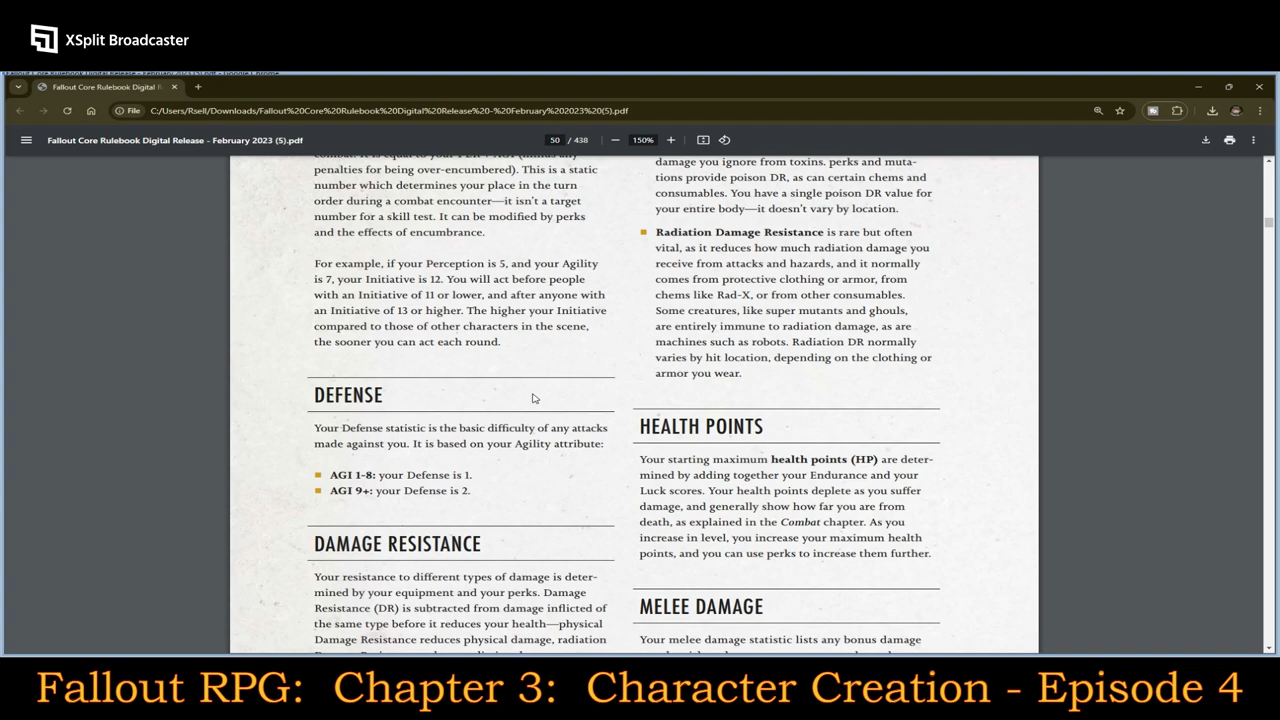 XSplit Broadcaster
Fallout Core Rulebook Digital R
C:/Users/Rsell/Downloads/Fallout%20Core%20Rulebook%20Digital%20Release%20-%20February%202023%20(5).pdf
File
Fallout Core Rulebook Digital Release - February 2023 (5).pdf
50 / 438
150%
penalties for being over-encumbered). This is a static
number which determines your place in the turn
order during a combat encounter—it isn't a target
number for a skill test. It can be modified by perks
and the effects of encumbrance.
For example, if your Perception is 5, and your Agility
is 7, your Initiative is 12. You will act before people
with an Initiative of 11 or lower, and after anyone with
an Initiative of 13 or higher. The higher your Initiative
compared to those of other characters in the scene,
the sooner you can act each round.
DEFENSE
Your Defense statistic is the basic difficulty of any attacks
made against you. It is based on your Agility attribute:
AGI 1-8: your Defense is 1.
AGI 9+: your Defense is 2.
DAMAGE RESISTANCE
Your resistance to different types of damage is deter-
mined by your equipment and your perks. Damage
Resistance (DR) is subtracted from damage inflicted of
the same type before it reduces your health—physical
Damage Resistance reduces physical damage, radiation
damage you ignore from toxins. perks and muta-
tions provide poison DR, as can certain chems and
consumables. You have a single poison DR value for
your entire body—it doesn't vary by location.
Radiation Damage Resistance is rare but often
vital, as it reduces how much radiation damage you
receive from attacks and hazards, and it normally
comes from protective clothing or armor, from
chems like Rad-X, or from other consumables.
Some creatures, like super mutants and ghouls,
are entirely immune to radiation damage, as are
machines such as robots. Radiation DR normally
varies by hit location, depending on the clothing or
armor you wear.
HEALTH POINTS
Your starting maximum health points (HP) are deter-
mined by adding together your Endurance and your
Luck scores. Your health points deplete as you suffer
damage, and generally show how far you are from
death, as explained in the Combat chapter. As you
increase in level, you increase your maximum health
points, and you can use perks to increase them further.
MELEE DAMAGE
Your melee damage statistic lists any bonus damage
Fallout RPG: Chapter 3: Character Creation - Episode 4